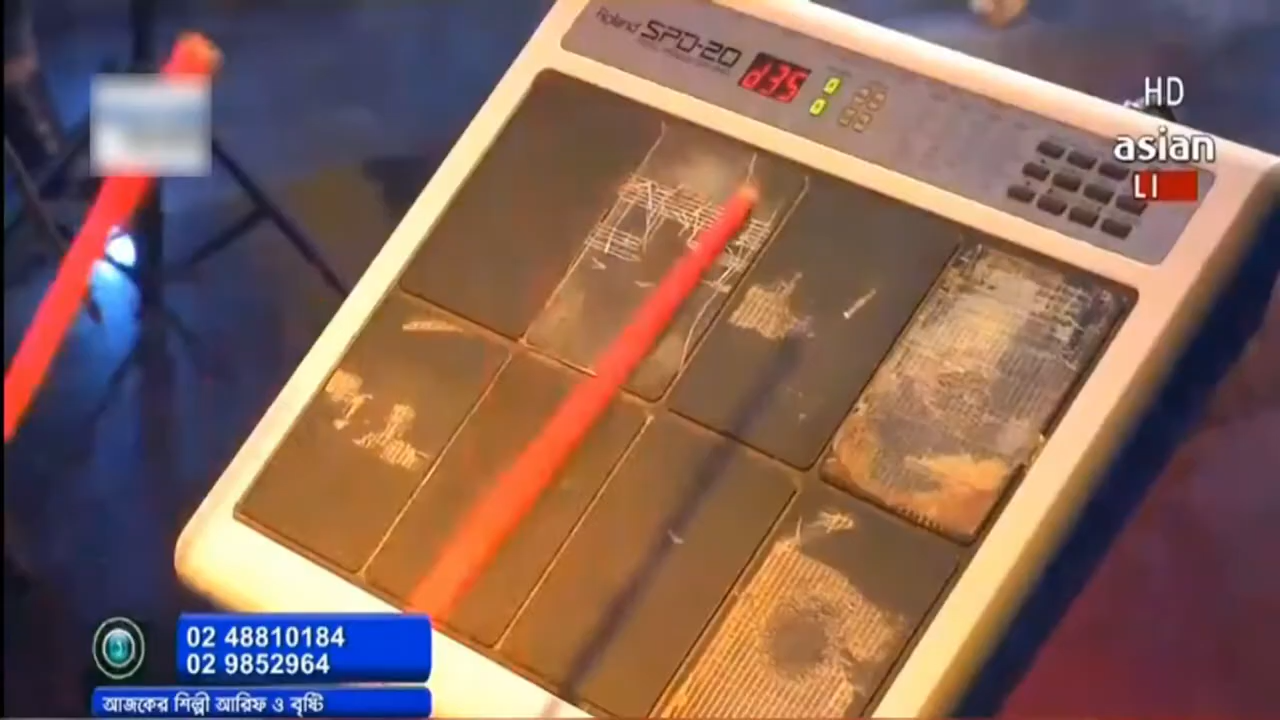 Roland SPD-20
d35
HD
asian
LI
02 48810184
02 9852964
আজকের শিল্পী আরিফ ও বৃষ্টি